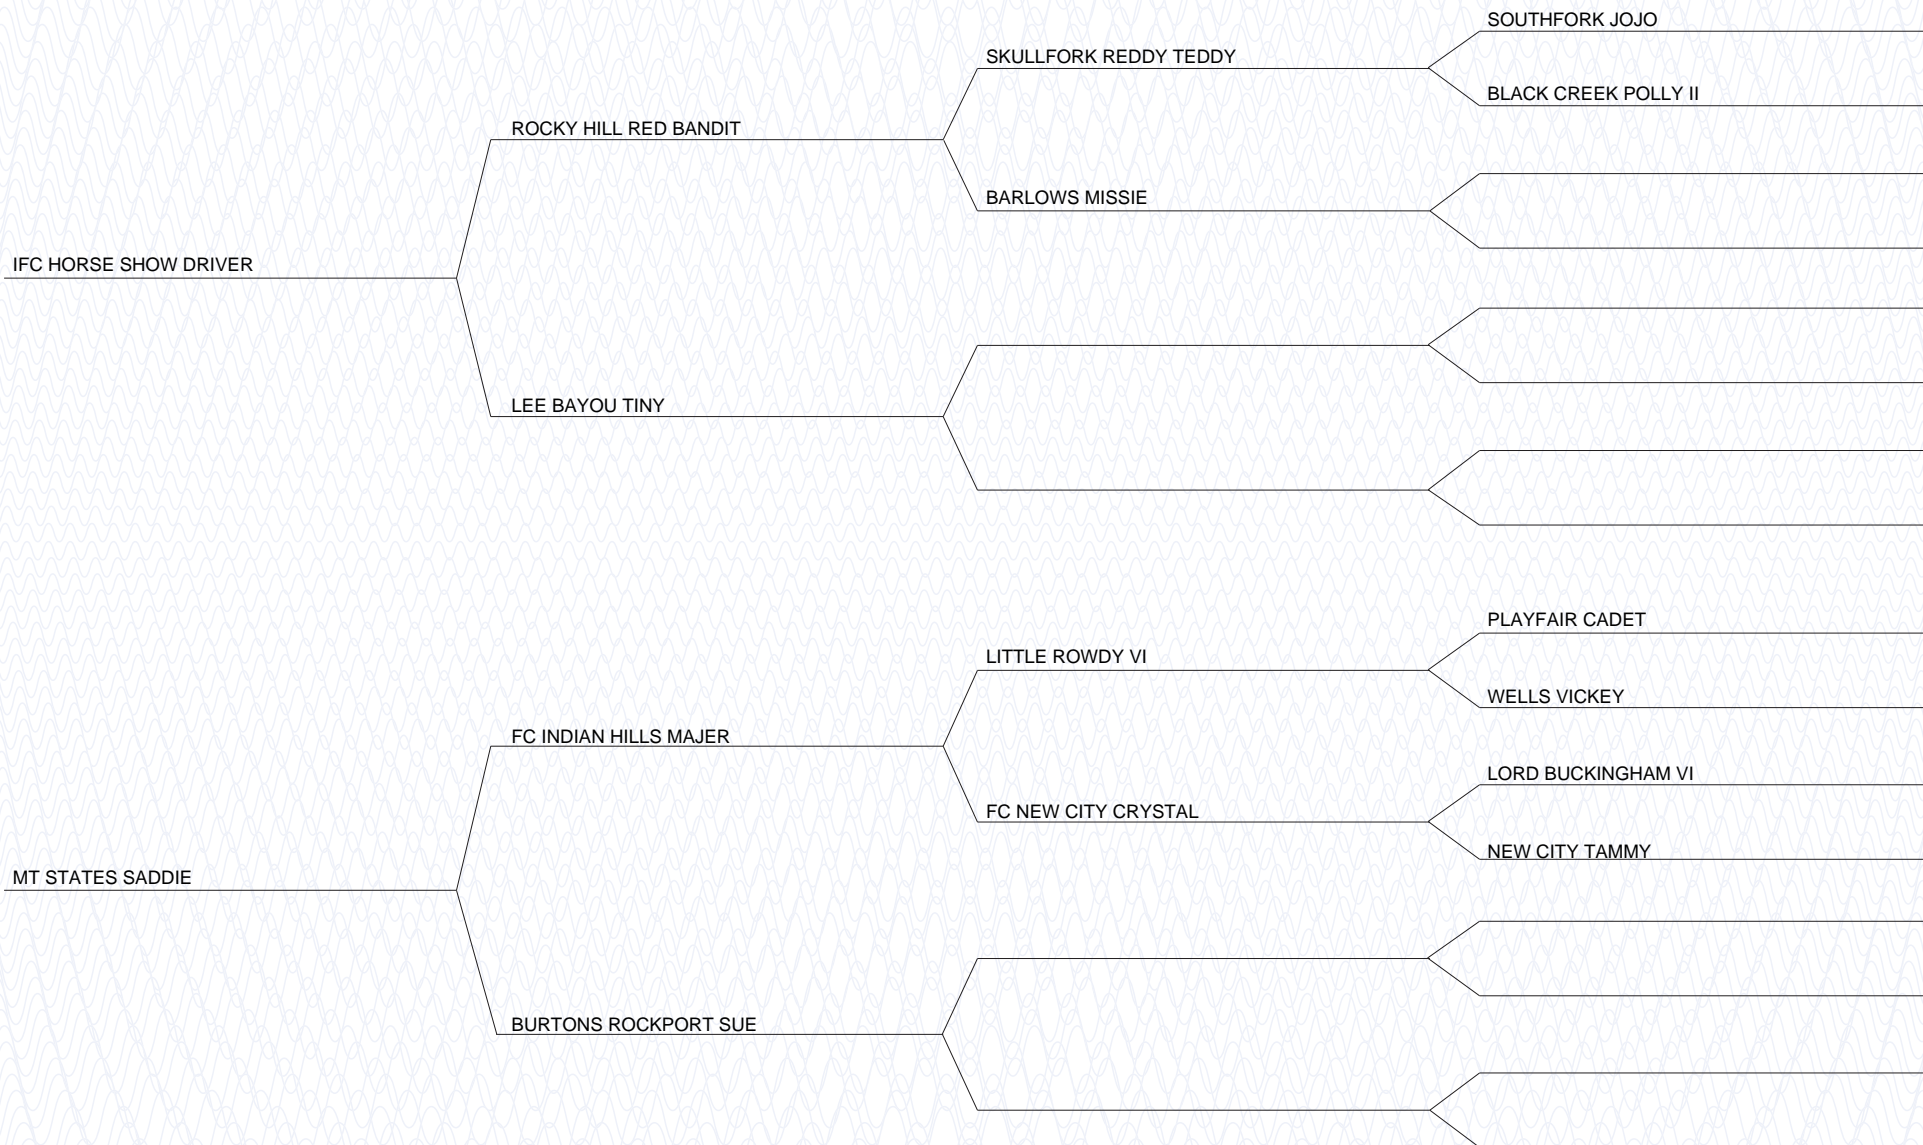 SOUTHFORK JOJO
SKULLFORK REDDY TEDDY
BLACK CREEK POLLY II
ROCKY HILL RED BANDIT
BARLOWS MISSIE
IFC HORSE SHOW DRIVER
LEE BAYOU TINY
PLAYFAIR CADET
LITTLE ROWDY VI
WELLS VICKEY
FC INDIAN HILLS MAJER
LORD BUCKINGHAM VI
FC NEW CITY CRYSTAL
NEW CITY TAMMY
MT STATES SADDIE
BURTONS ROCKPORT SUE